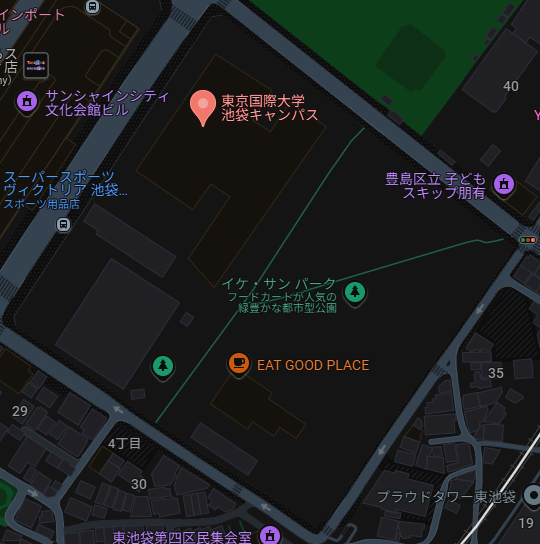 インポート
ル
店
サンシャインシティ
文化会館ビル
東京国際大学
池袋キャンパス
40
スーパースポーツ
ヴィクトリア 池袋...
スポーツ用品店
豊島区立 子ども
スキップ朋有
イケ・サン パーク
フードカードが人気の
緑豊かな都市型公園
EAT GOOD PLACE
35
29
4丁目
30
プラウドタワー東池袋
19
東池袋第四区民集会室